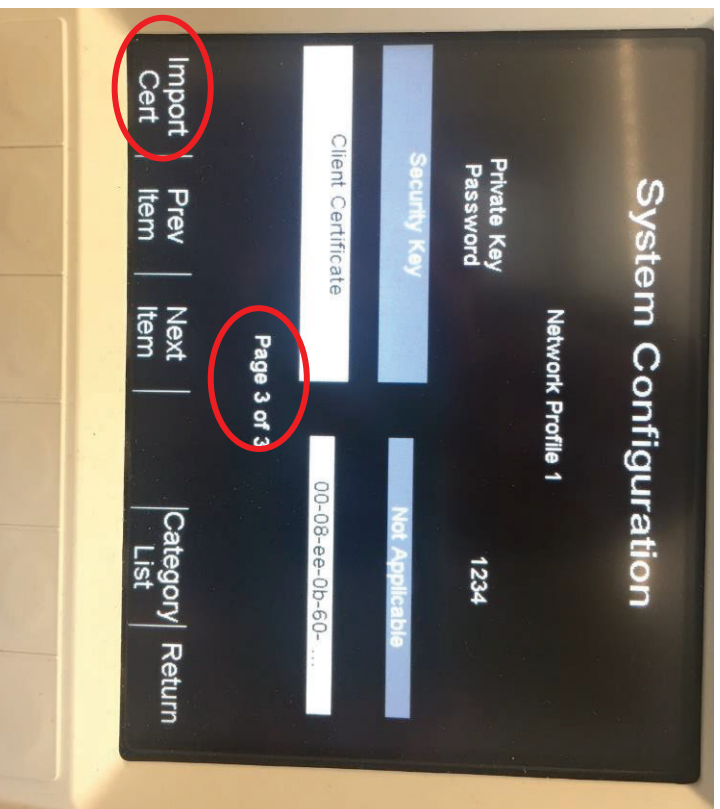 System Configuration
Network Profile 1
Private Key
Password
1234
Security Key
Not Applicable
Client Certificate
00-08-ee-0b-60- ...
Page 3 of 3
Import
Cert
Prev
Item
Next
Item
Category
List
Return